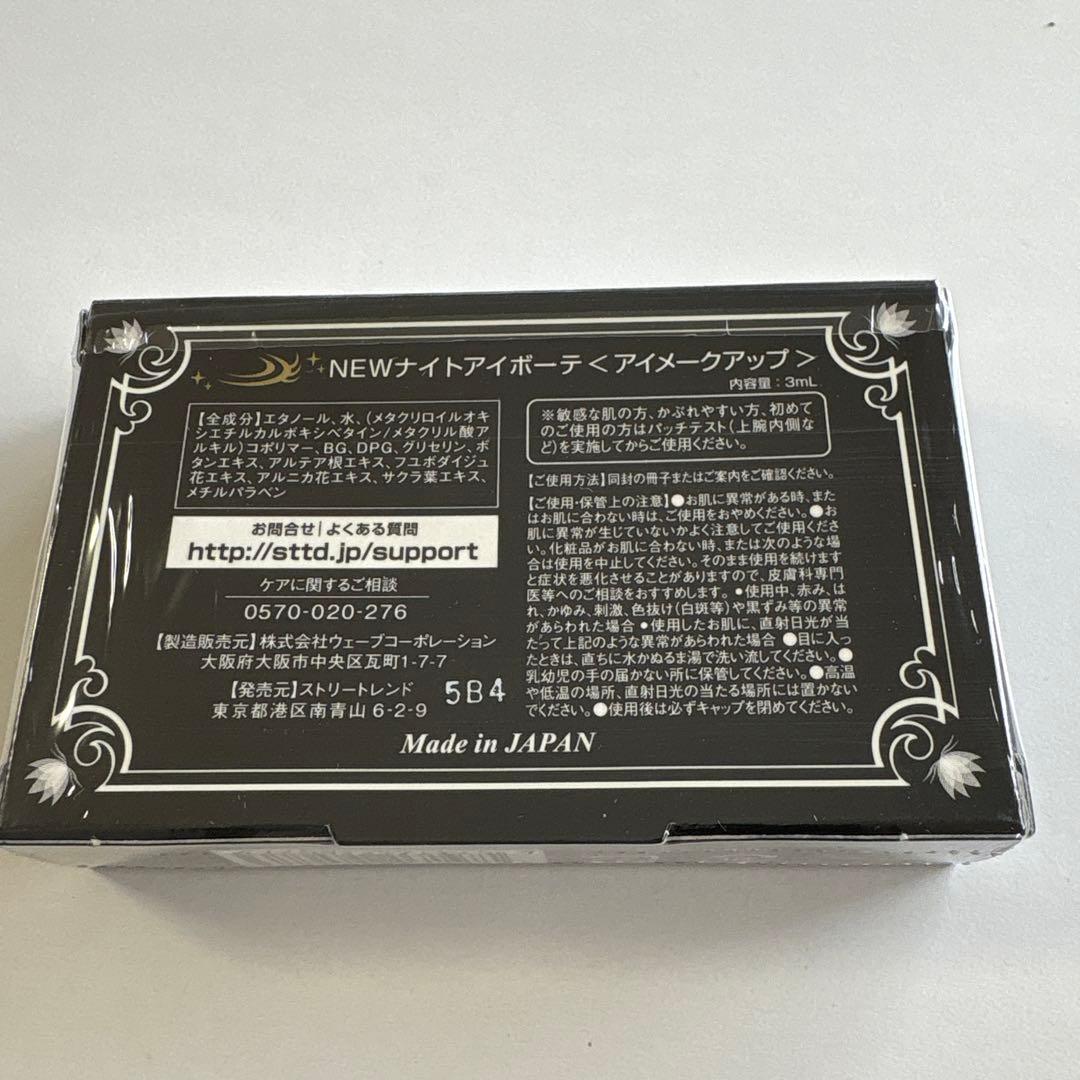 NEWナイトアイボーテ<アイメークアップ>
内容量:3mL
【全成分】エタノール、水、(メタクリロイルオキ
シエチルカルボキシベタイン/メタクリル酸ア
ルキル)コポリマー、BG、DPG、グリセリン、ボ
タンエキス、アルテア根エキス、フユボダイジュ
花エキス、アルニカ花エキス、サクラ葉エキス、
メチルパラベン
お問合せ|よくある質問
http://sttd.jp/support
ケアに関するご相談
0570-020-276
【製造販売元】株式会社ウェーブコーポレーション
大阪府大阪市中央区瓦町1-7-7
【発売元】ストリートレンド
東京都港区南青山6-2-9
5B4
※敏感な肌の方、かぶれやすい方、初めて
のご使用の方はパッチテスト(上腕内側な
ど)を実施してからご使用ください。
【ご使用方法】同封の冊子またはご案内をご確認ください。
【ご使用・保管上の注意】●お肌に異常がある時、また
はお肌に合わない時は、ご使用をおやめください。●お
肌に異常が生じていないかよく注意してご使用くださ
い。化粧品がお肌に合わない時、または次のような場
合は使用を中止してください。そのまま使用を続けます
と症状を悪化させることがありますので、皮膚科専門
医等へのご相談をおすすめします。•使用中、赤み、は
れ、かゆみ、刺激、色抜け(白斑等)や黒ずみ等の異常
があらわれた場合 •使用したお肌に、直射日光が当
たって上記のような異常があらわれた場合 ●目に入っ
たときは、直ちに水かぬるま湯で洗い流してください。●
乳幼児の手の届かない所に保管してください。●高温
や低温の場所、直射日光の当たる場所には置かない
でください。●使用後は必ずキャップを閉めてください。
Made in JAPAN